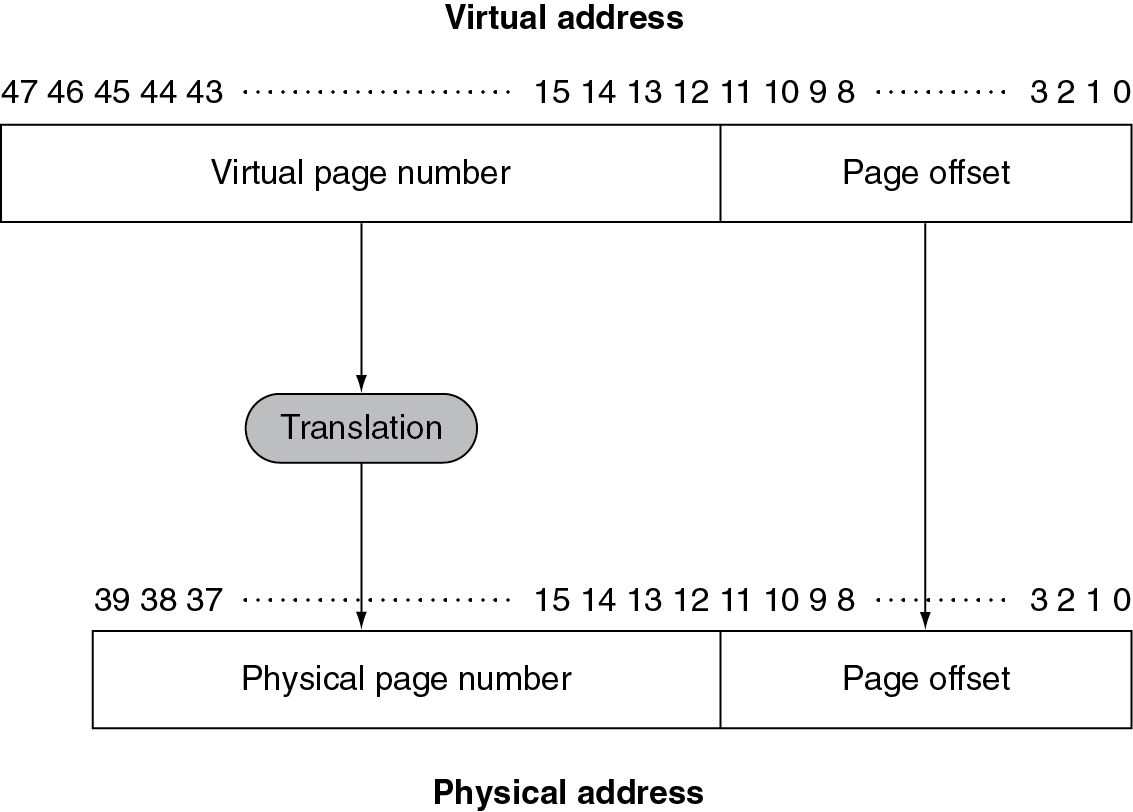 Virtual address
47 46 45 44 43 ····················· 15 14 13 12 11 10 9 8 ··········· 3 2 1 0
Virtual page number Page offset
Translation
39 38 37 ····················· 15 14 13 12 11 10 9 8 ··········· 3 2 1 0
Physical page number Page offset
Physical address